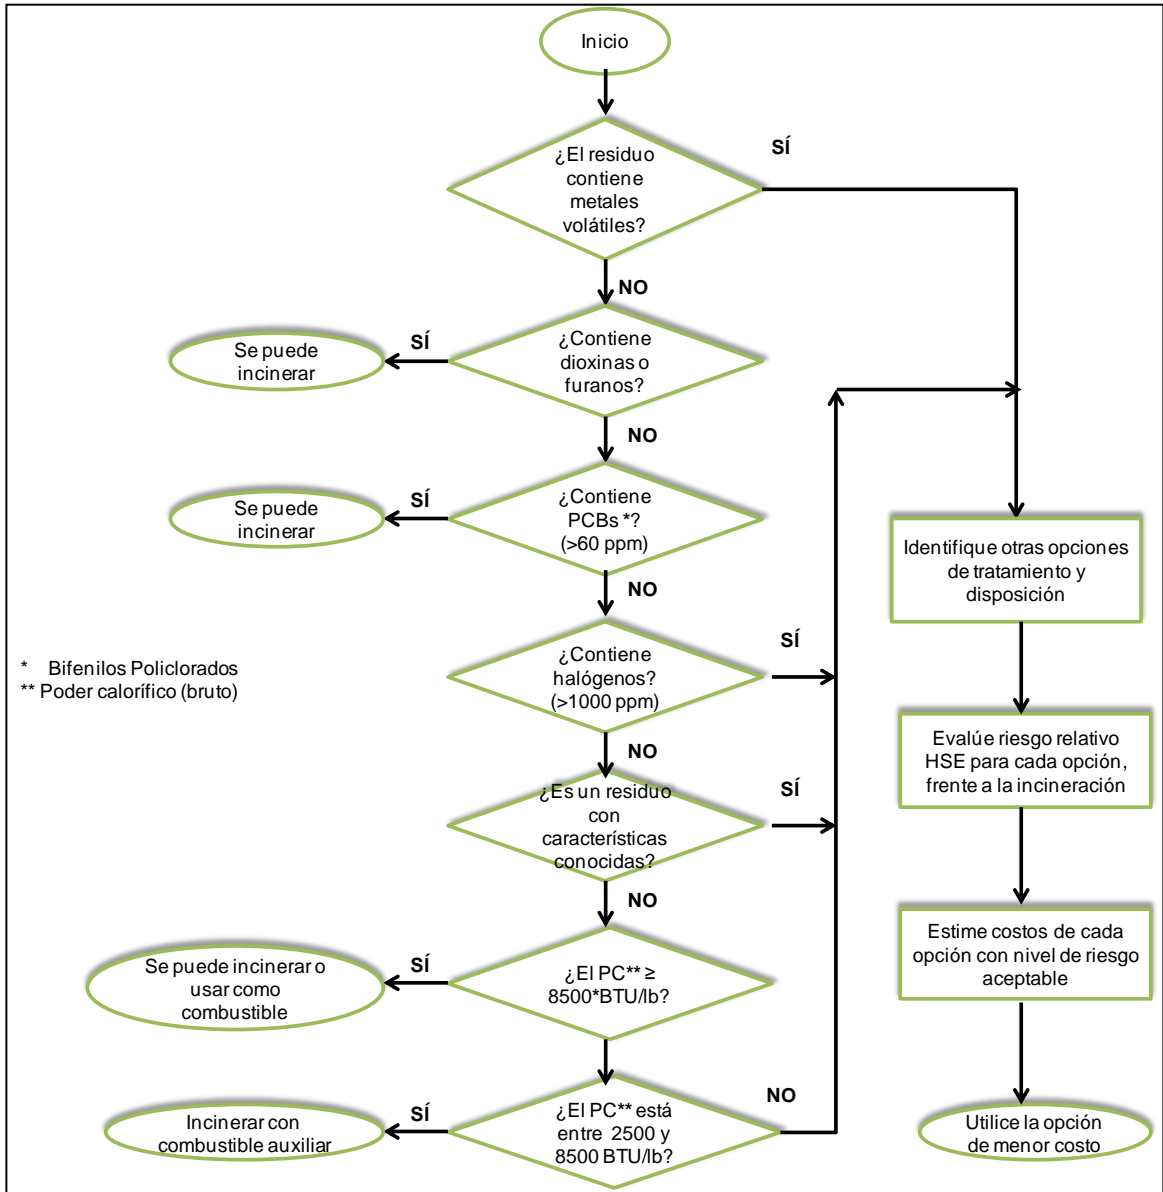 Inicio
¿El residuo
contiene
metales
volátiles?
SÍ
NO
¿Contiene
dioxinas o
furanos?
SÍ
Se puede
incinerar
NO
¿Contiene
PCBs *?
(>60 ppm)
SÍ
Se puede
incinerar
NO
¿Contiene
halógenos?
(>1000 ppm)
SÍ
NO
¿Es un residuo
con
características
conocidas?
SÍ
NO
¿El PC** ≥
8500*BTU/lb?
SÍ
Se puede incinerar o
usar como
combustible
¿El PC** está
entre 2500 y
8500 BTU/lb?
SÍ
Incinerar con
combustible auxiliar
NO
Identifique otras opciones
de tratamiento y
disposición
Evalúe riesgo relativo
HSE para cada opción,
frente a la incineración
Estime costos de cada
opción con nivel de riesgo
aceptable
Utilice la opción
de menor costo
* Bifenilos Policlorados
** Poder calorífico (bruto)